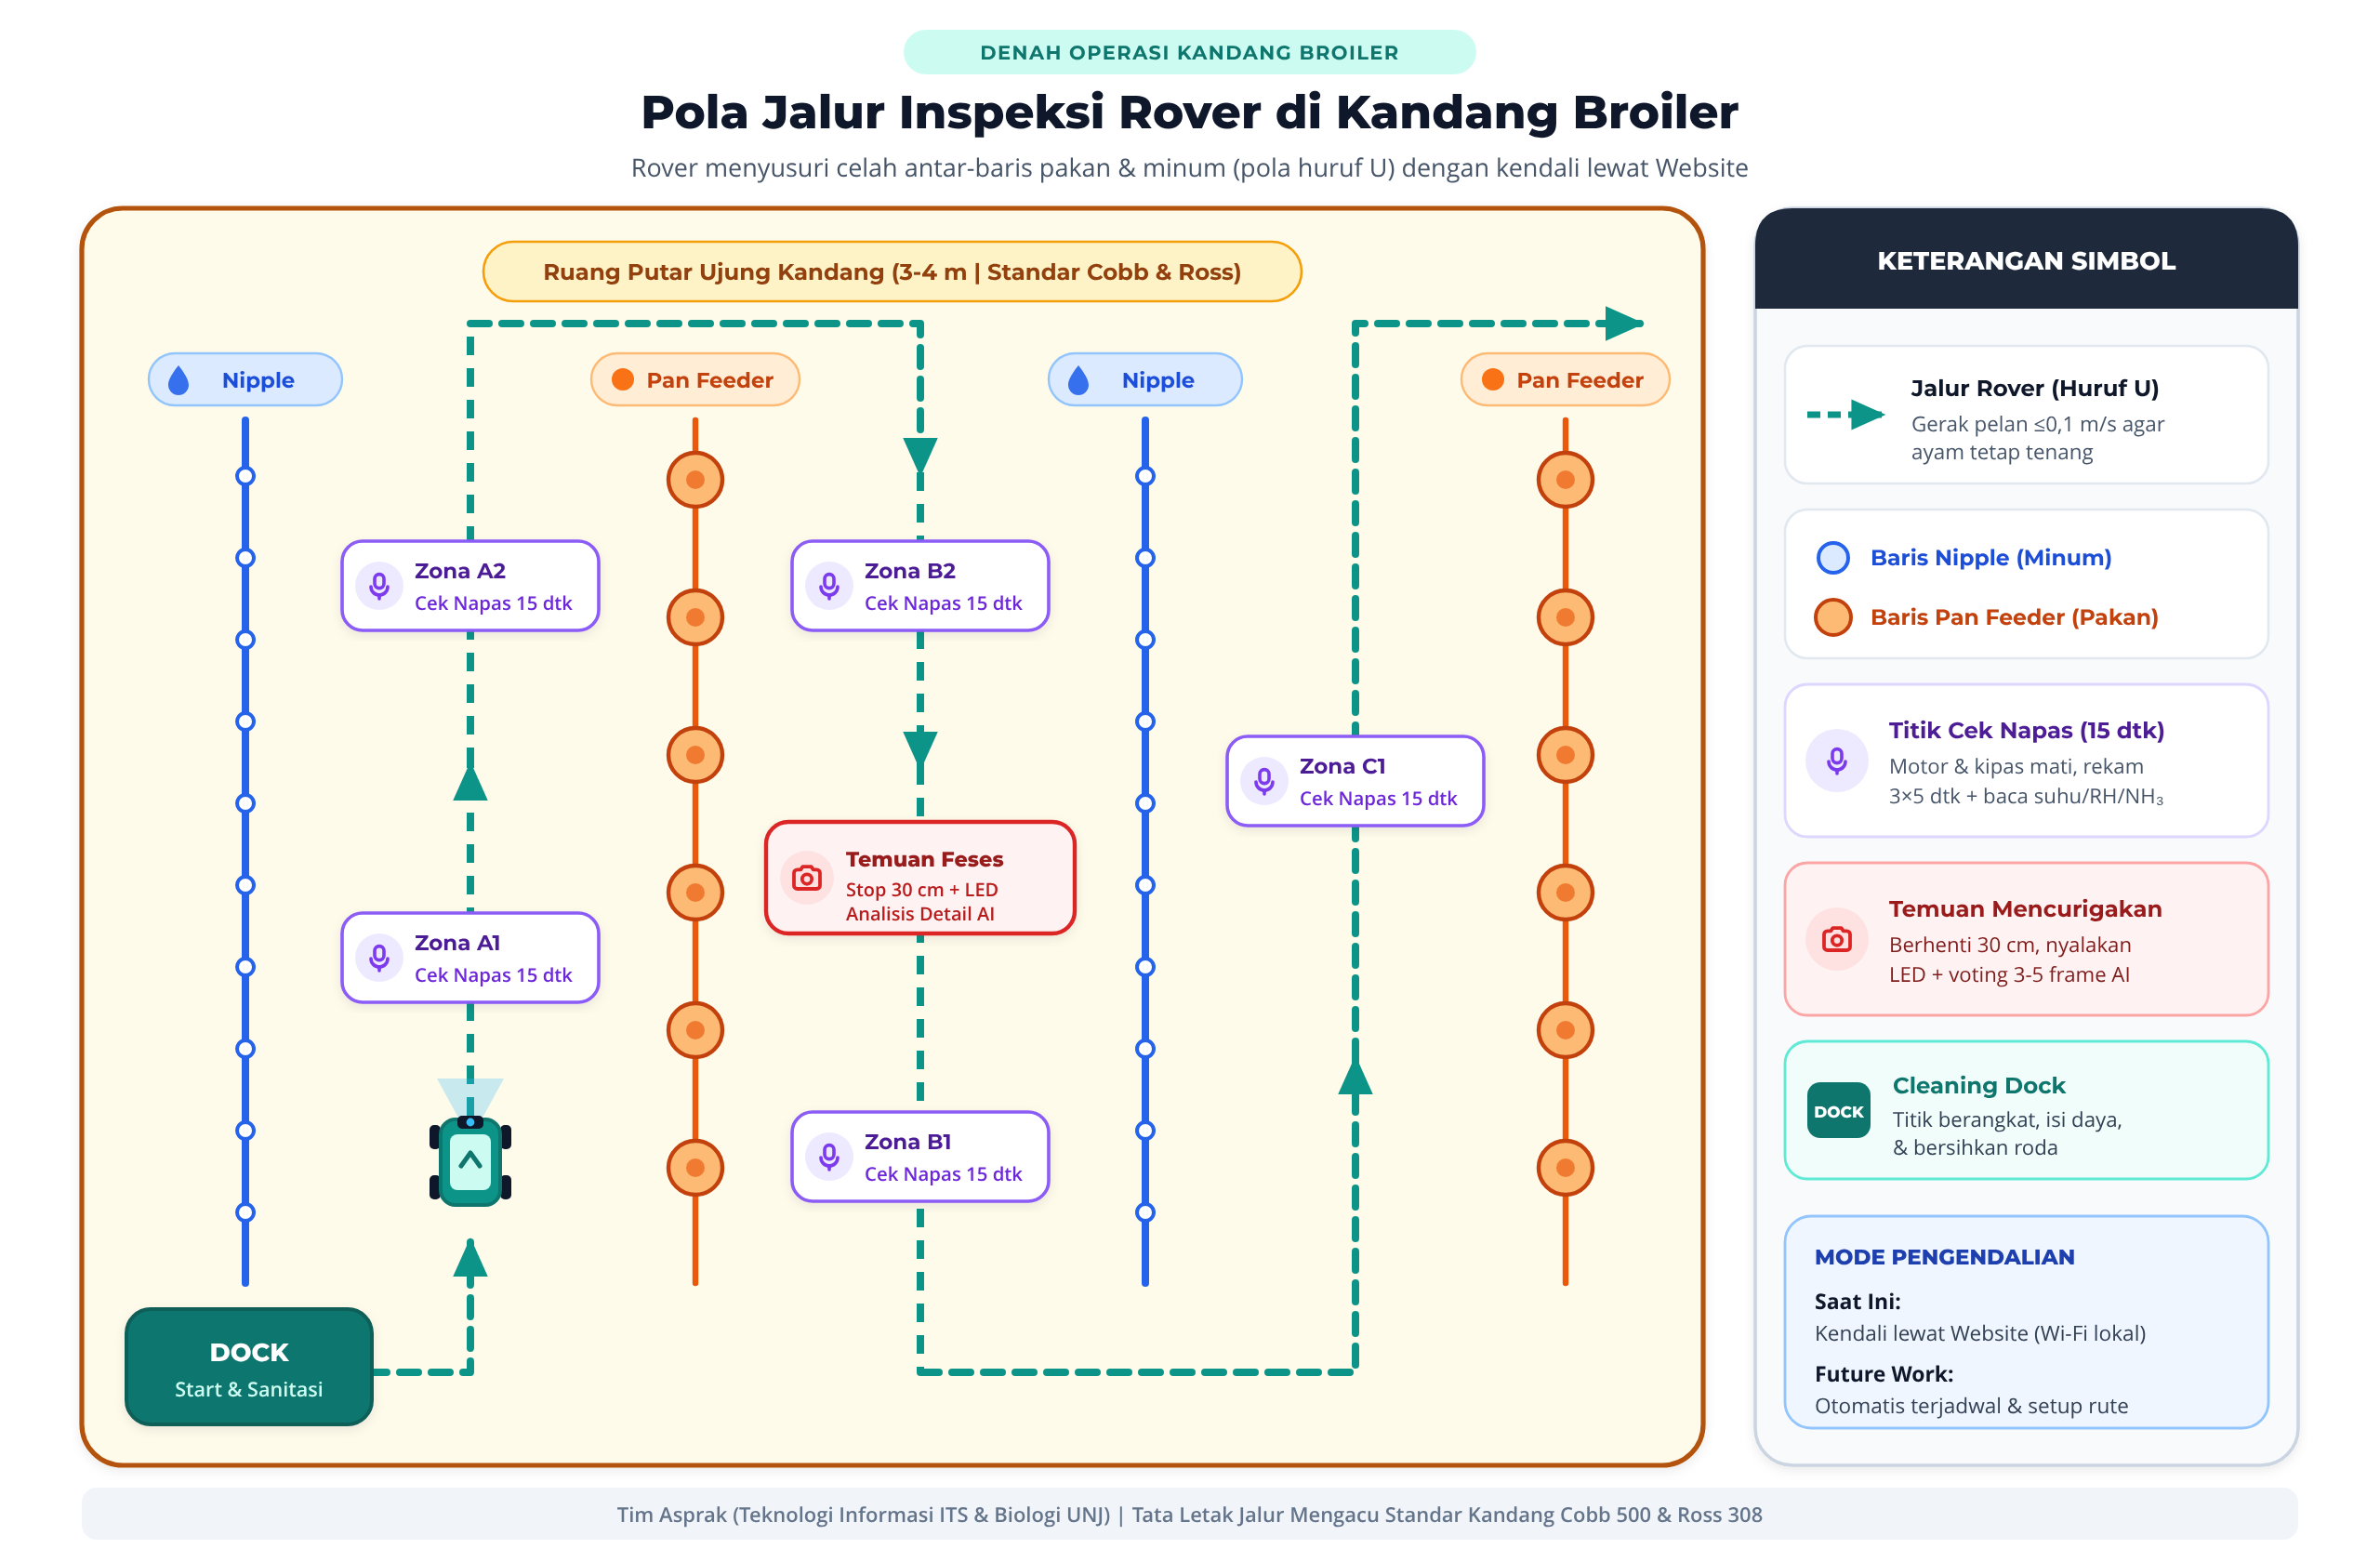 DENAH OPERASI KANDANG BROILER
Pola Jalur Inspeksi Rover di Kandang Broiler
Rover menyusuri celah antar-baris pakan & minum (pola huruf U) dengan kendali lewat Website
Ruang Putar Ujung Kandang (3-4 m | Standar Cobb & Ross)
Nipple
Pan Feeder
Nipple
Pan Feeder
Zona A2
Cek Napas 15 dtk
Zona B2
Cek Napas 15 dtk
Zona C1
Cek Napas 15 dtk
Temuan Feses
Stop 30 cm + LED
Analisis Detail AI
Zona A1
Cek Napas 15 dtk
Zona B1
Cek Napas 15 dtk
DOCK
Start & Sanitasi
KETERANGAN SIMBOL
Jalur Rover (Huruf U)
Gerak pelan ≤0,1 m/s agar
ayam tetap tenang
Baris Nipple (Minum)
Baris Pan Feeder (Pakan)
Titik Cek Napas (15 dtk)
Motor & kipas mati, rekam
3×5 dtk + baca suhu/RH/NH₃
Temuan Mencurigakan
Berhenti 30 cm, nyalakan
LED + voting 3-5 frame AI
DOCK
Cleaning Dock
Titik berangkat, isi daya,
& bersihkan roda
MODE PENGENDALIAN
Saat Ini:
Kendali lewat Website (Wi-Fi lokal)
Future Work:
Otomatis terjadwal & setup rute
Tim Asprak (Teknologi Informasi ITS & Biologi UNJ) | Tata Letak Jalur Mengacu Standar Kandang Cobb 500 & Ross 308